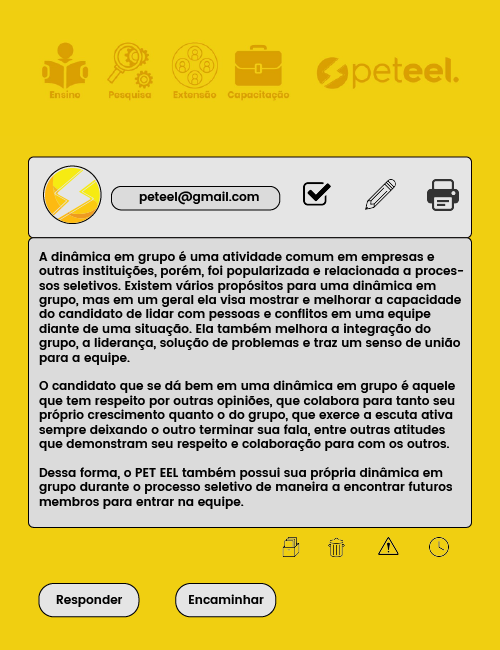 Ensino Pesquisa Extensão Capacitação
peteel.
peteel@gmail.com
A dinâmica em grupo é uma atividade comum em empresas e
outras instituições, porém, foi popularizada e relacionada a proces-
sos seletivos. Existem vários propósitos para uma dinâmica em
grupo, mas em um geral ela visa mostrar e melhorar a capacidade
do candidato de lidar com pessoas e conflitos em uma equipe
diante de uma situação. Ela também melhora a integração do
grupo, a liderança, solução de problemas e traz um senso de união
para a equipe.
O candidato que se dá bem em uma dinâmica em grupo é aquele
que tem respeito por outras opiniões, que colabora para tanto seu
próprio crescimento quanto o do grupo, que exerce a escuta ativa
sempre deixando o outro terminar sua fala, entre outras atitudes
que demonstram seu respeito e colaboração para com os outros.
Dessa forma, o PET EEL também possui sua própria dinâmica em
grupo durante o processo seletivo de maneira a encontrar futuros
membros para entrar na equipe.
Responder Encaminhar